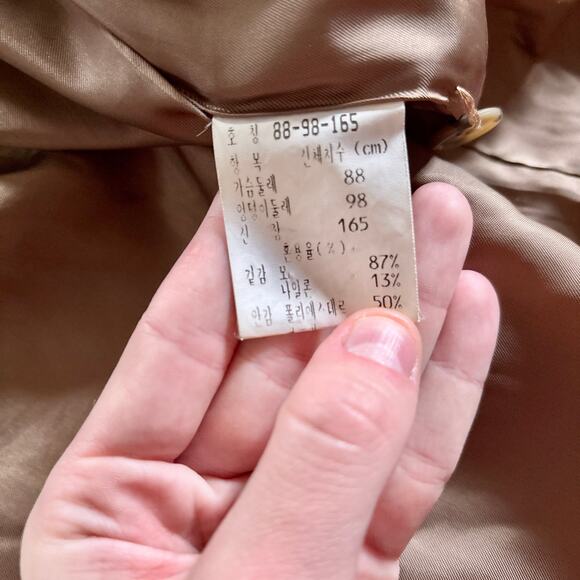 호 칭 88-98-165
항 목 신체치수 (cm)
가슴둘레 88
엉덩이둘레 98
신 장 165
혼용율(%)
겉감 모 87%
나일론 13%
안감 폴리에스테르 50%